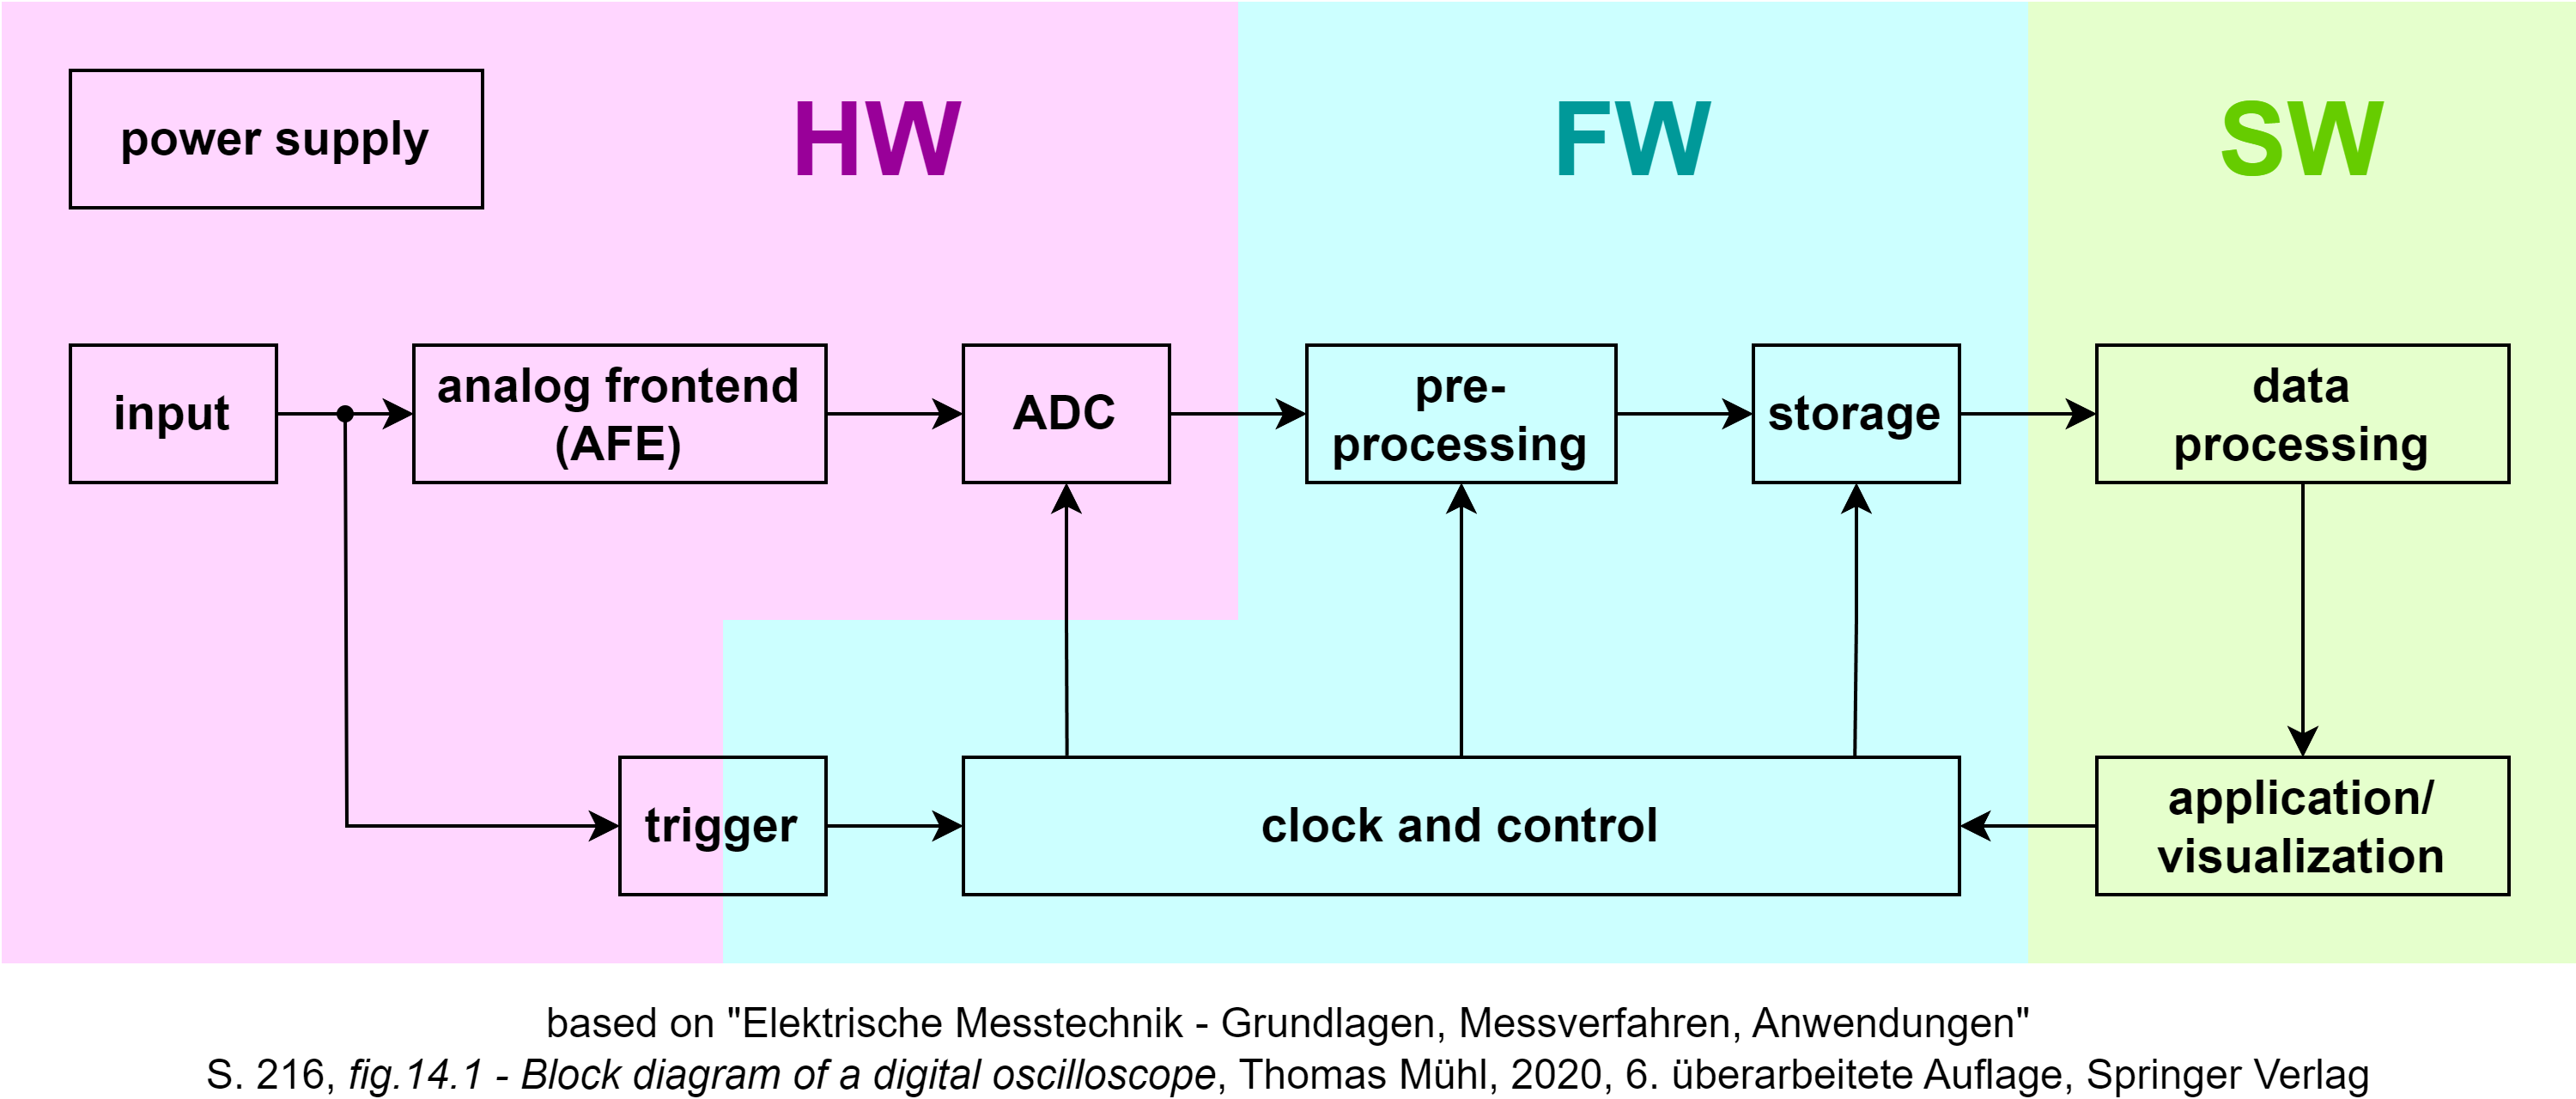 power supply
HW
FW
SW
input
analog frontend
(AFE)
ADC
pre-
processing
storage
data
processing
trigger
clock and control
application/
visualization
based on "Elektrische Messtechnik - Grundlagen, Messverfahren, Anwendungen"
S. 216, fig.14.1 - Block diagram of a digital oscilloscope, Thomas Mühl, 2020, 6. überarbeitete Auflage, Springer Verlag